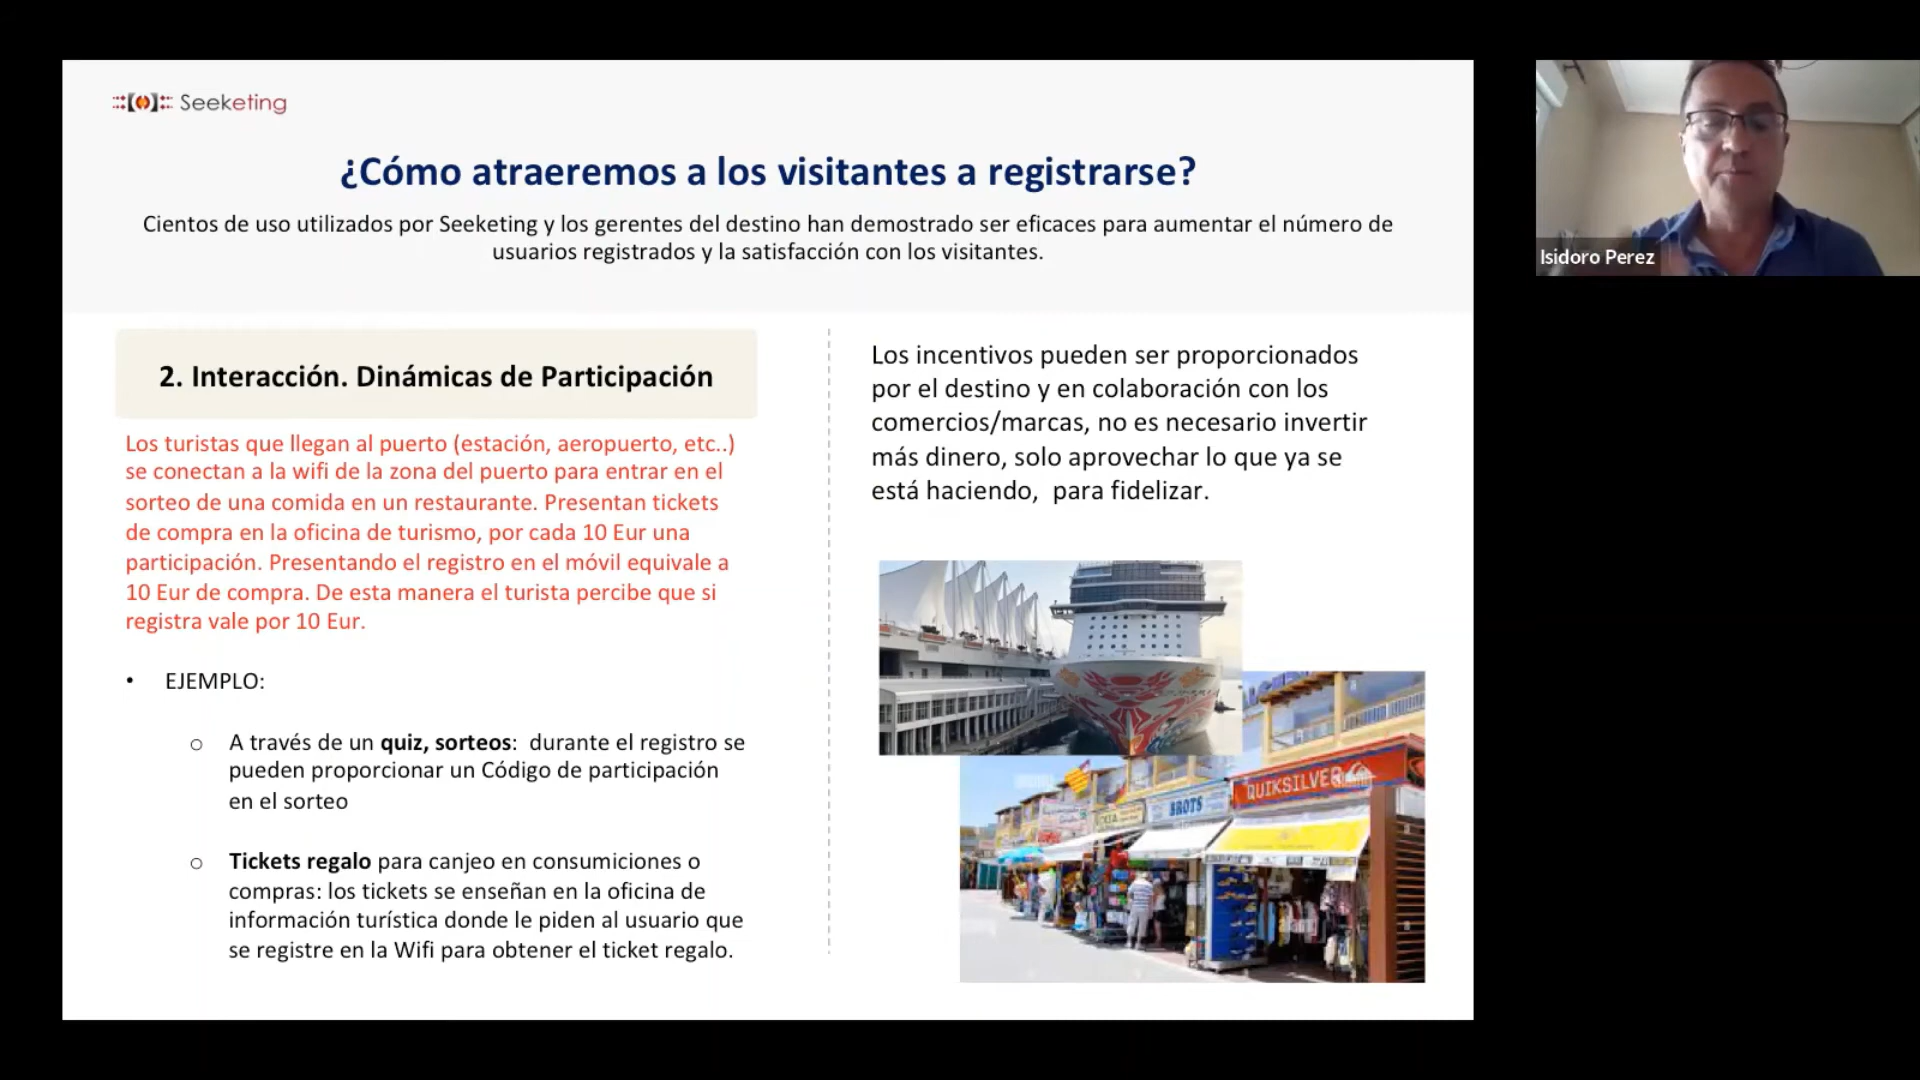 Seeketing
¿Cómo atraeremos a los visitantes a registrarse?
Cientos de uso utilizados por Seeketing y los gerentes del destino han demostrado ser eficaces para aumentar el número de
usuarios registrados y la satisfacción con los visitantes.
2. Interacción. Dinámicas de Participación
Los turistas que llegan al puerto (estación, aeropuerto, etc..)
se conectan a la wifi de la zona del puerto para entrar en el
sorteo de una comida en un restaurante. Presentan tickets
de compra en la oficina de turismo, por cada 10 Eur una
participación. Presentando el registro en el móvil equivale a
10 Eur de compra. De esta manera el turista percibe que si
registra vale por 10 Eur.
• EJEMPLO:
o A través de un quiz, sorteos:  durante el registro se
pueden proporcionar un Código de participación
en el sorteo
o Tickets regalo para canjeo en consumiciones o
compras: los tickets se enseñan en la oficina de
información turística donde le piden al usuario que
se registre en la Wifi para obtener el ticket regalo.
Los incentivos pueden ser proporcionados
por el destino y en colaboración con los
comercios/marcas, no es necesario invertir
más dinero, solo aprovechar lo que ya se
está haciendo,  para fidelizar.
QUIKSILVER
BROTS
Isidoro Perez